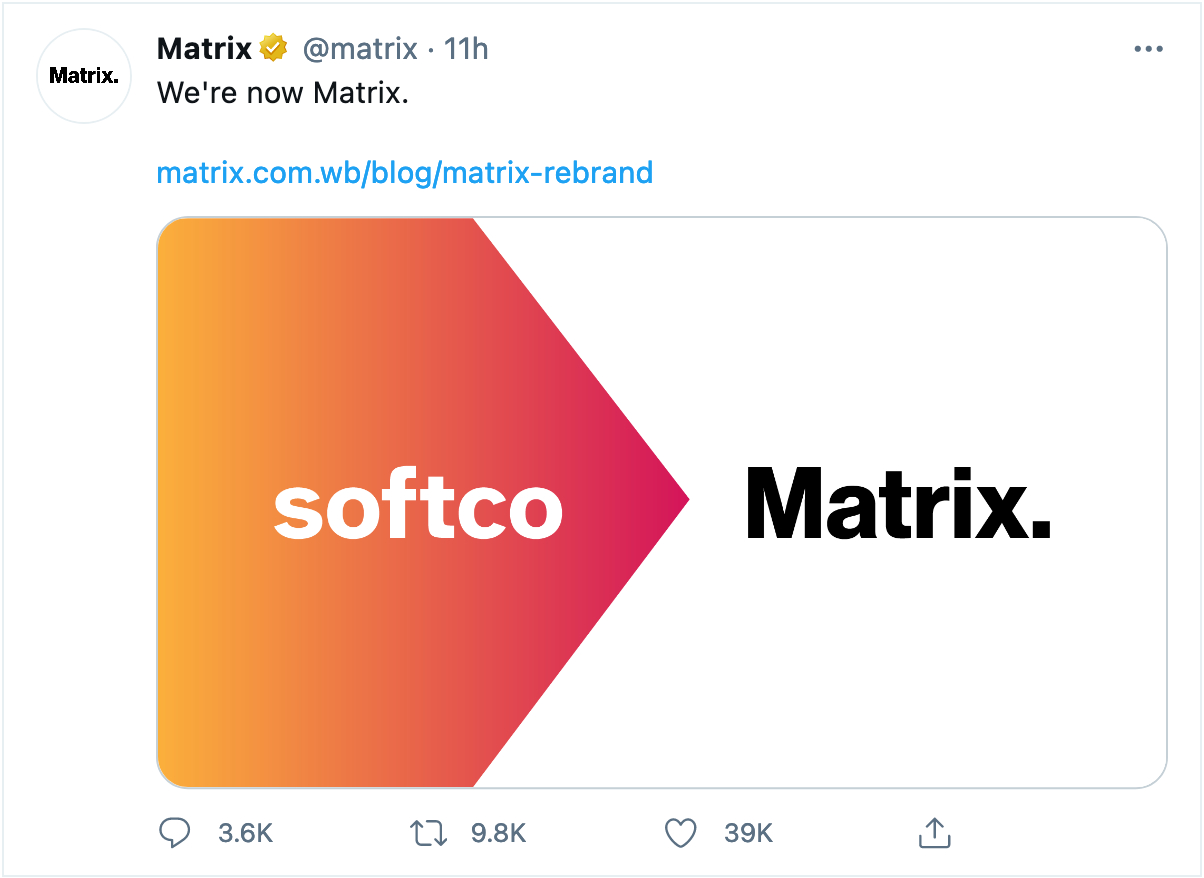 Matrix.
Matrix @matrix · 11h
We're now Matrix.
matrix.com.wb/blog/matrix-rebrand
softco
Matrix.
3.6K 9.8K 39K